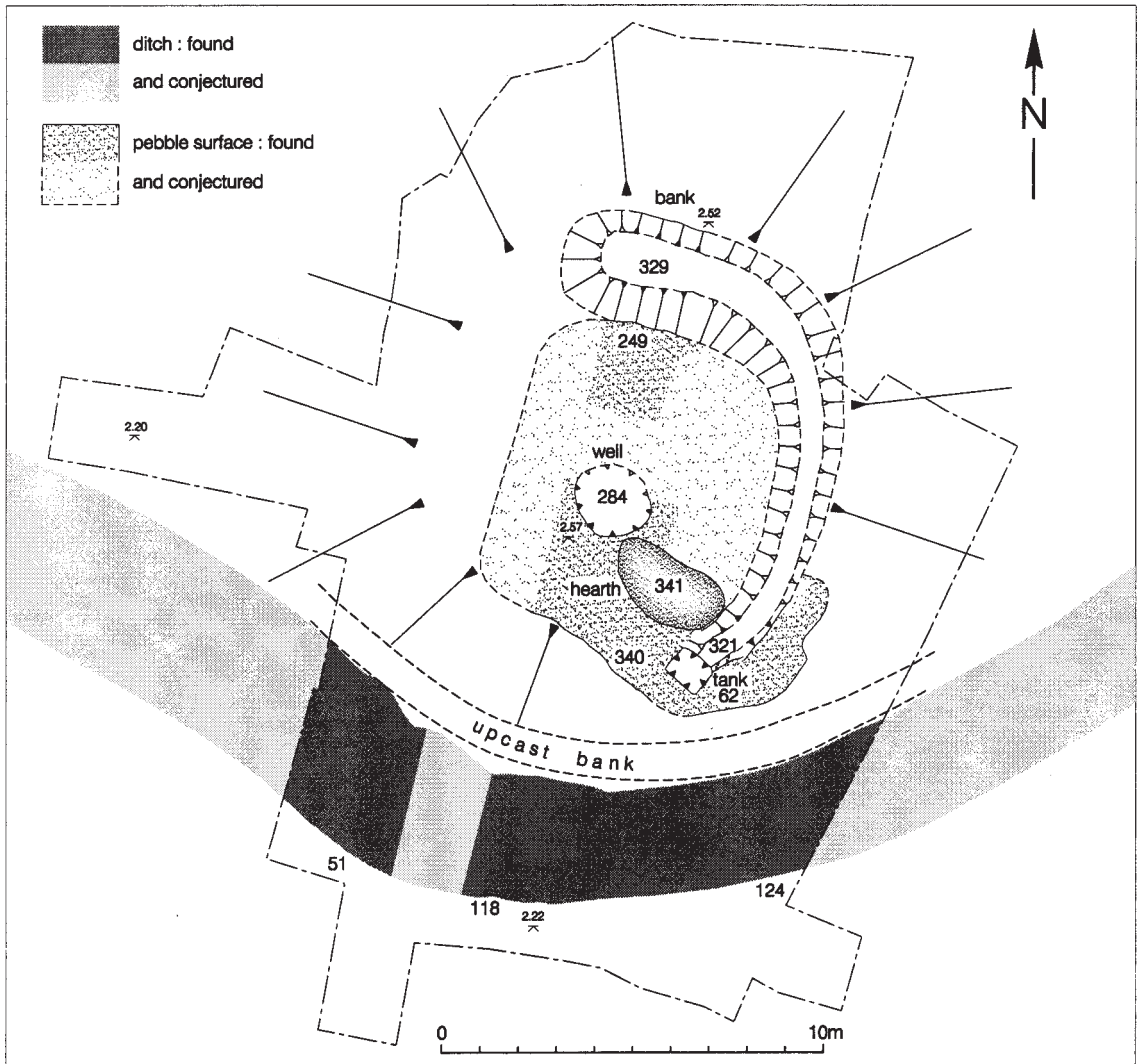 ditch : found
and conjectured
pebble surface : found
and conjectured
N
bank
2.52
329
249
2.20
well
284
2.57
hearth
341
340
321
tank
62
upcast bank
51
118
2.22
124
0
10m